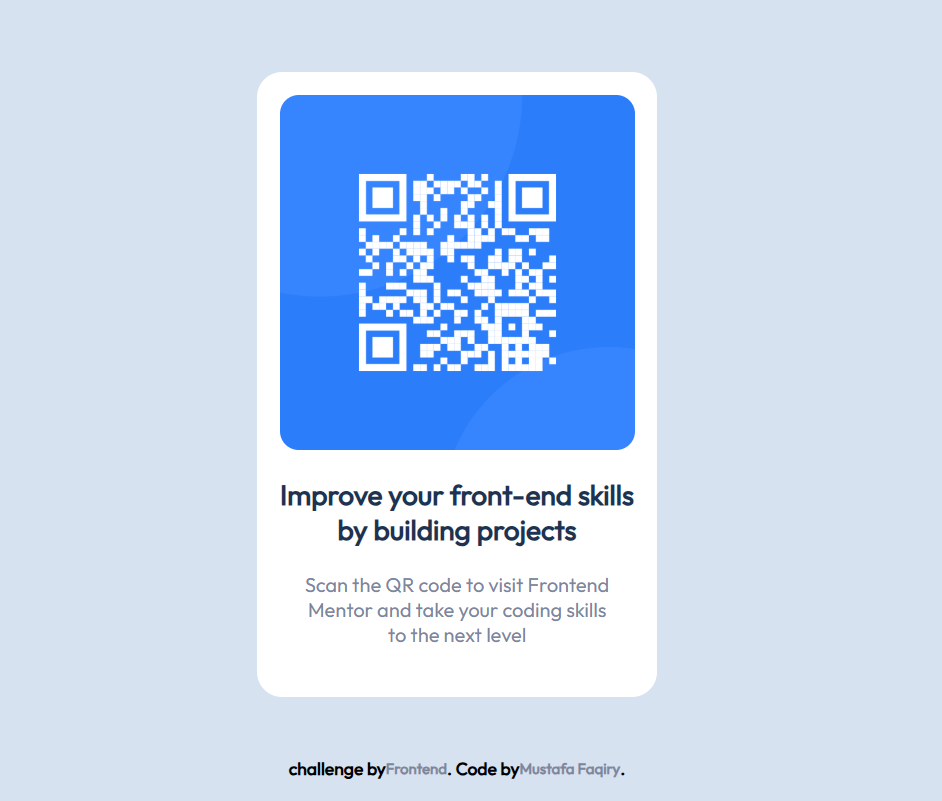 Improve your front-end skills
by building projects
Scan the QR code to visit Frontend
Mentor and take your coding skills
to the next level
challenge byFrontend. Code byMustafa Faqiry.